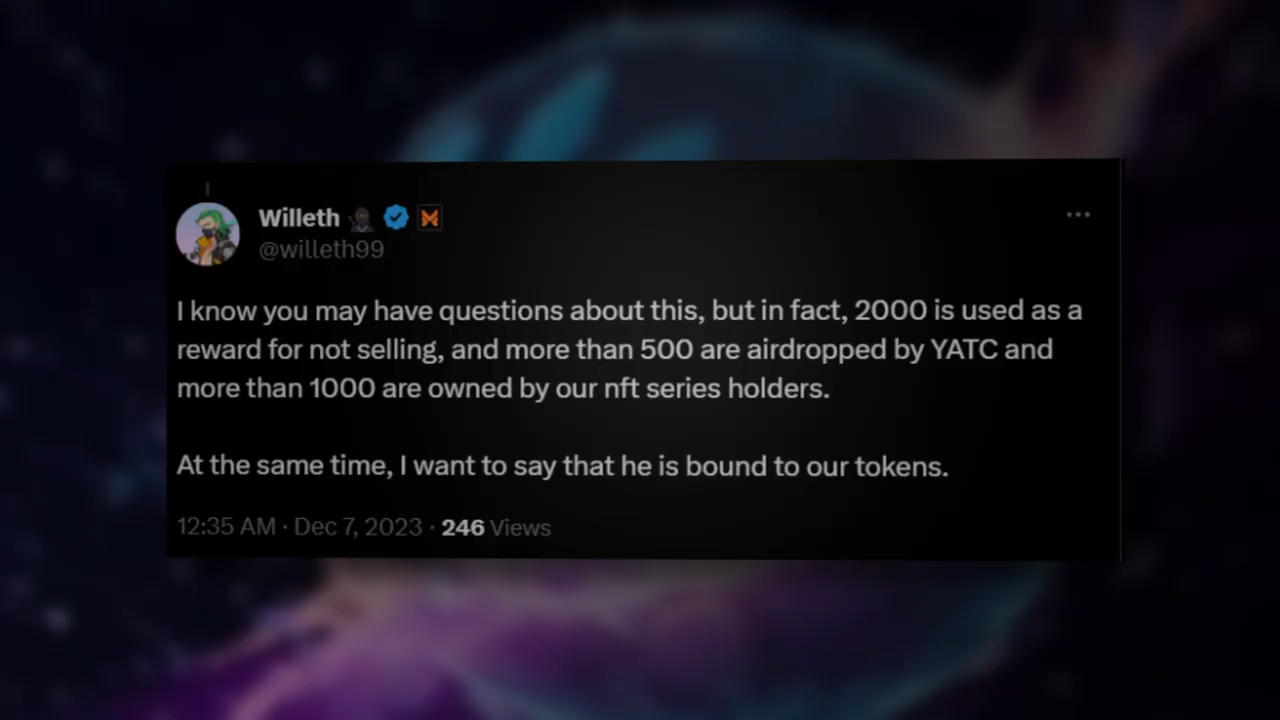 Willeth
@willeth99
I know you may have questions about this, but in fact, 2000 is used as a
reward for not selling, and more than 500 are airdropped by YATC and
more than 1000 are owned by our nft series holders.
At the same time, I want to say that he is bound to our tokens.
12:35 AM · Dec 7, 2023 · 246 Views